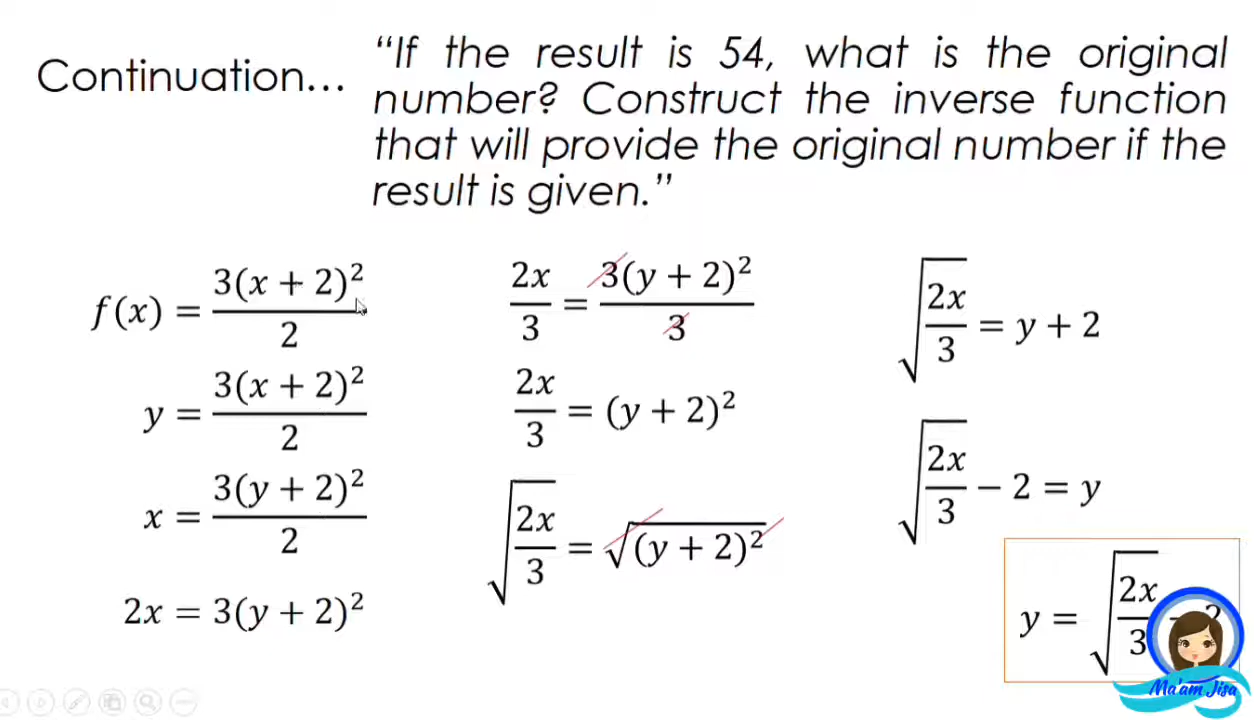 Continuation...
“If the result is 54, what is the original
number? Construct the inverse function
that will provide the original number if the
result is given.”
f(x) = 3(x + 2)² / 2
y = 3(x + 2)² / 2
x = 3(y + 2)² / 2
2x = 3(y + 2)²
2x / 3 = 3(y + 2)² / 3
2x / 3 = (y + 2)²
√(2x / 3) = √(y + 2)²
√(2x / 3) = y + 2
√(2x / 3) − 2 = y
y = √(2x / 3) − 2
Ma'am Jisa